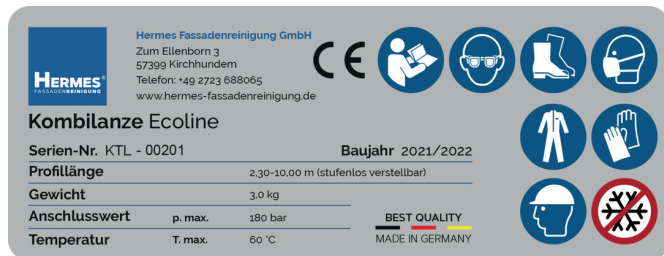 HERMES®
FASSADENREINIGUNG
Hermes Fassadenreinigung GmbH
Zum Ellenborn 3
57399 Kirchhundem
Telefon: +49 2723 688065
www.hermes-fassadenreinigung.de
CE
Kombilanze Ecoline
Serien-Nr. KTL - 00201 Baujahr 2021/2022
Profillänge 2,30-10,00 m (stufenlos verstellbar)
Gewicht 3,0 kg
Anschlusswert p. max. 180 bar
Temperatur T. max. 60 °C
BEST QUALITY
MADE IN GERMANY